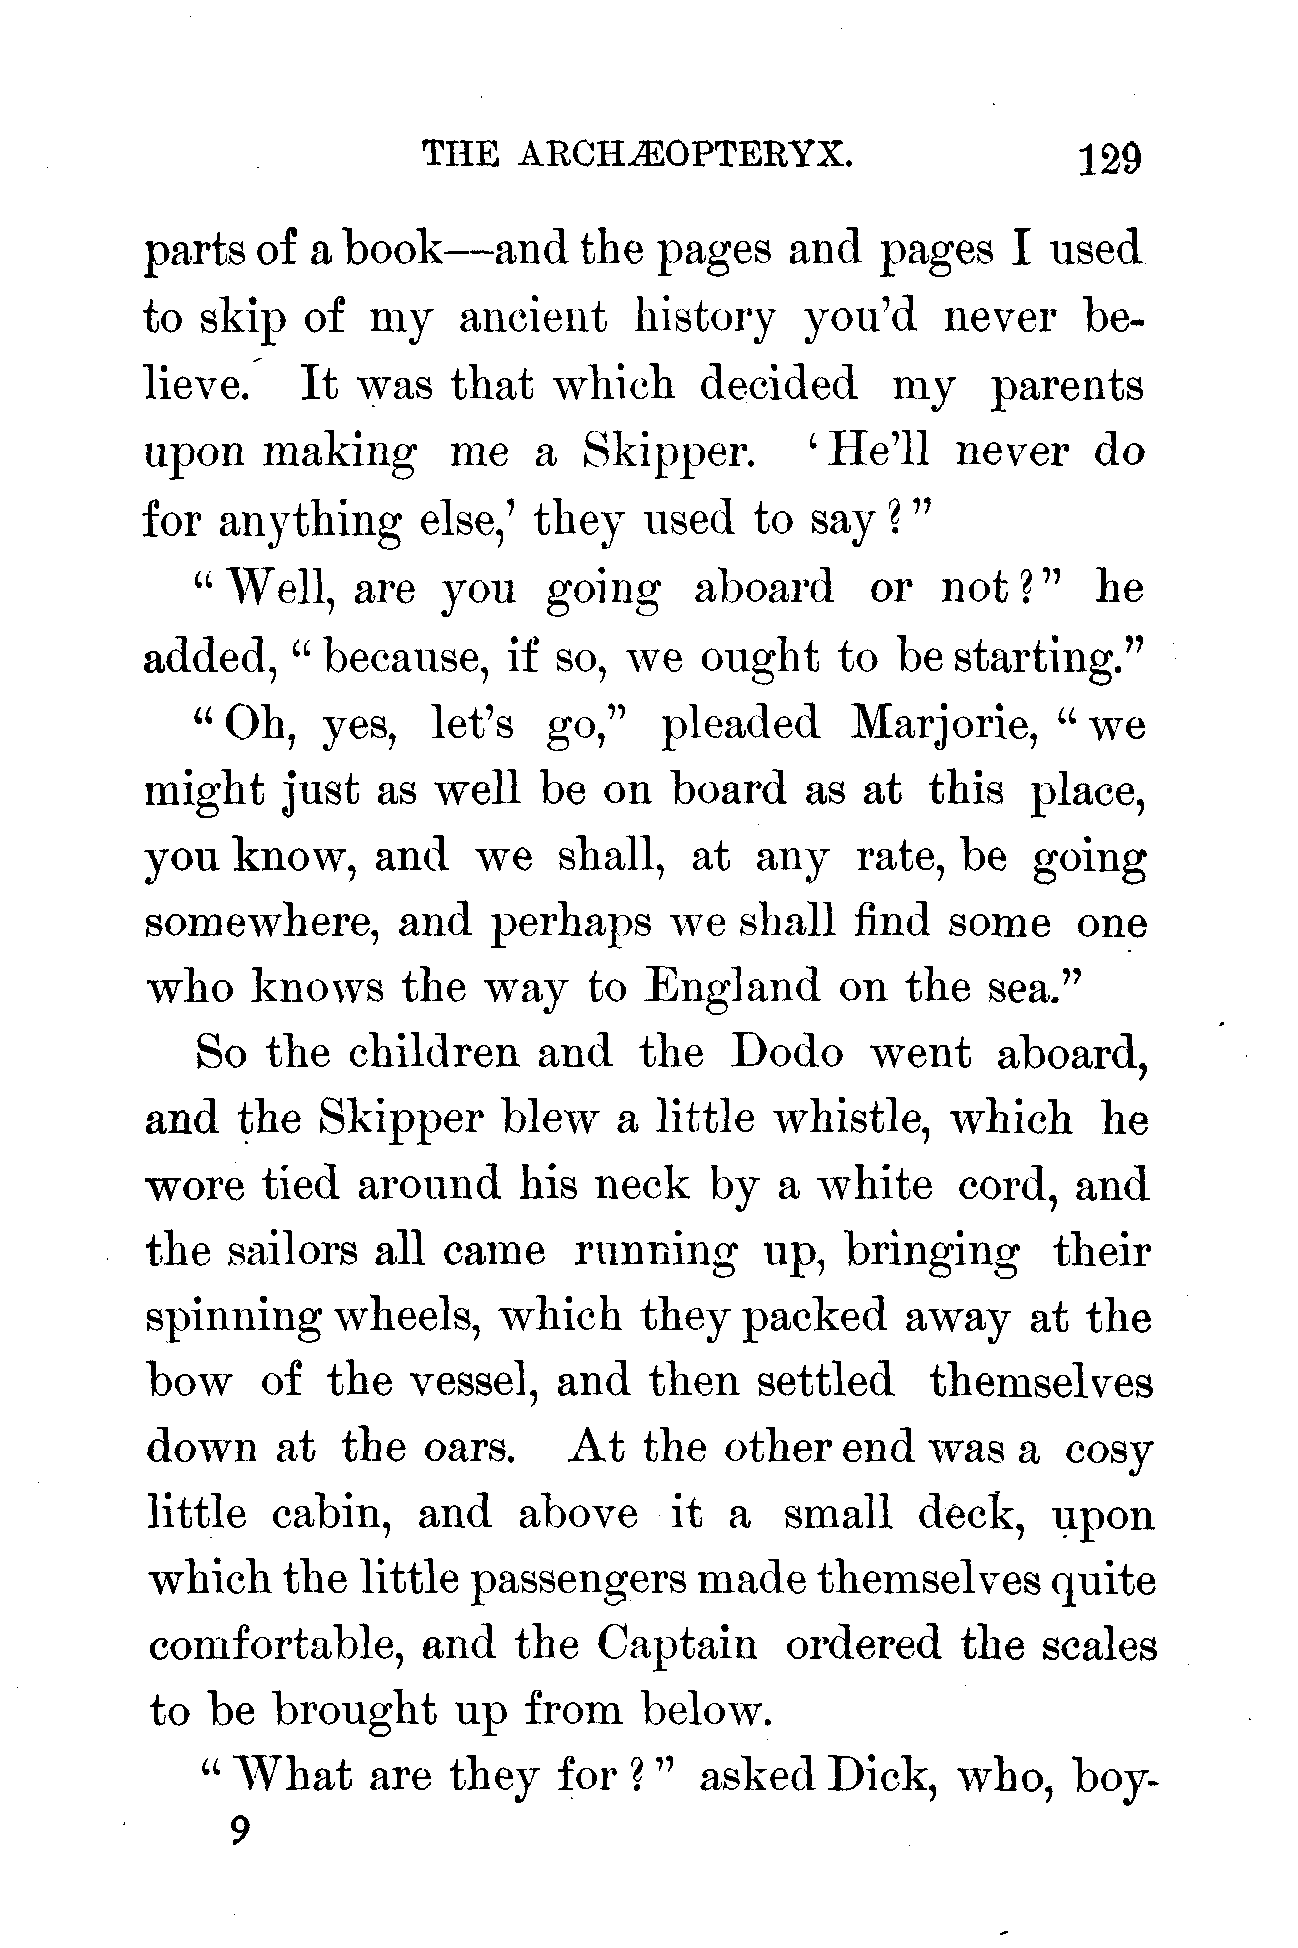 THE ARCHÆOPTERYX. 129
parts of a book—and the pages and pages I used
to skip of my ancient history you'd never be-
lieve. It was that which decided my parents
upon making me a Skipper. ‘He'll never do
for anything else,’ they used to say?”
“Well, are you going aboard or not?” he
added, “because, if so, we ought to be starting.”
“Oh, yes, let's go,” pleaded Marjorie, “we
might just as well be on board as at this place,
you know, and we shall, at any rate, be going
somewhere, and perhaps we shall find some one
who knows the way to England on the sea.”
So the children and the Dodo went aboard,
and the Skipper blew a little whistle, which he
wore tied around his neck by a white cord, and
the sailors all came running up, bringing their
spinning wheels, which they packed away at the
bow of the vessel, and then settled themselves
down at the oars. At the other end was a cosy
little cabin, and above it a small deck, upon
which the little passengers made themselves quite
comfortable, and the Captain ordered the scales
to be brought up from below.
“What are they for?” asked Dick, who, boy-
9